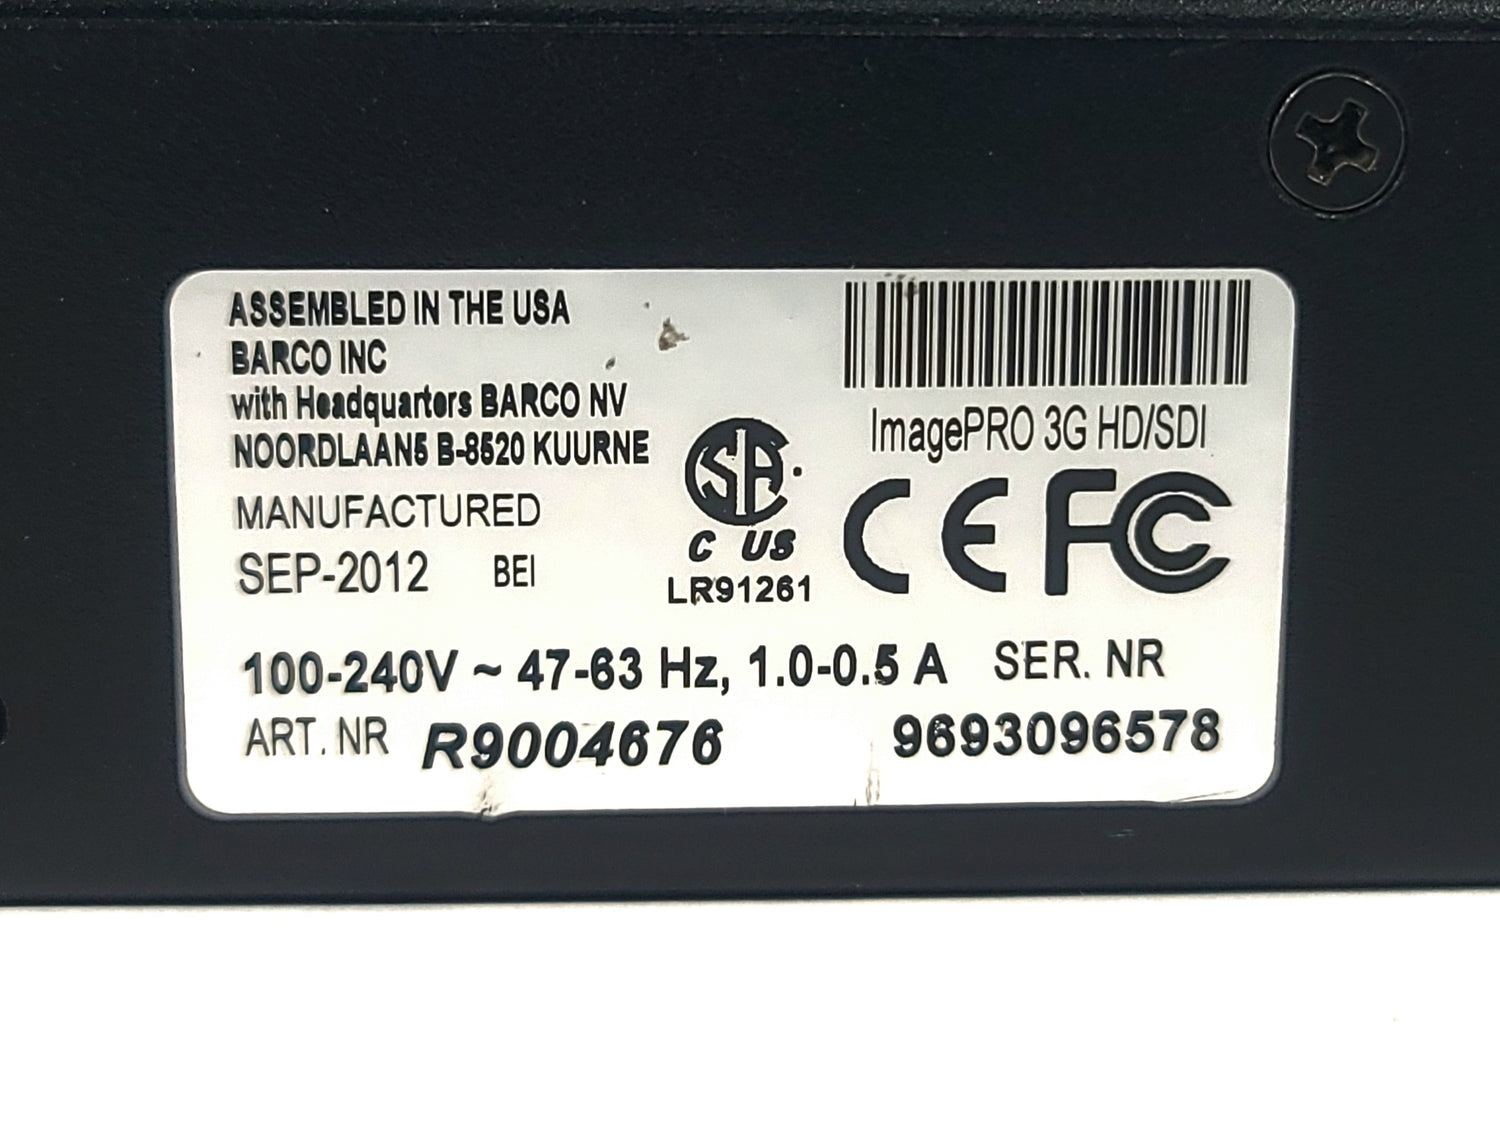 ASSEMBLED IN THE USA
BARCO INC
with Headquarters BARCO NV
NOORDLAAN5 B-8520 KUURNE
MANUFACTURED
SEP-2012 BEI
SA
C US
LR91261
ImagePRO 3G HD/SDI
CE FC
100-240V ~ 47-63 Hz, 1.0-0.5 A SER. NR
ART. NR R9004676 9693096578